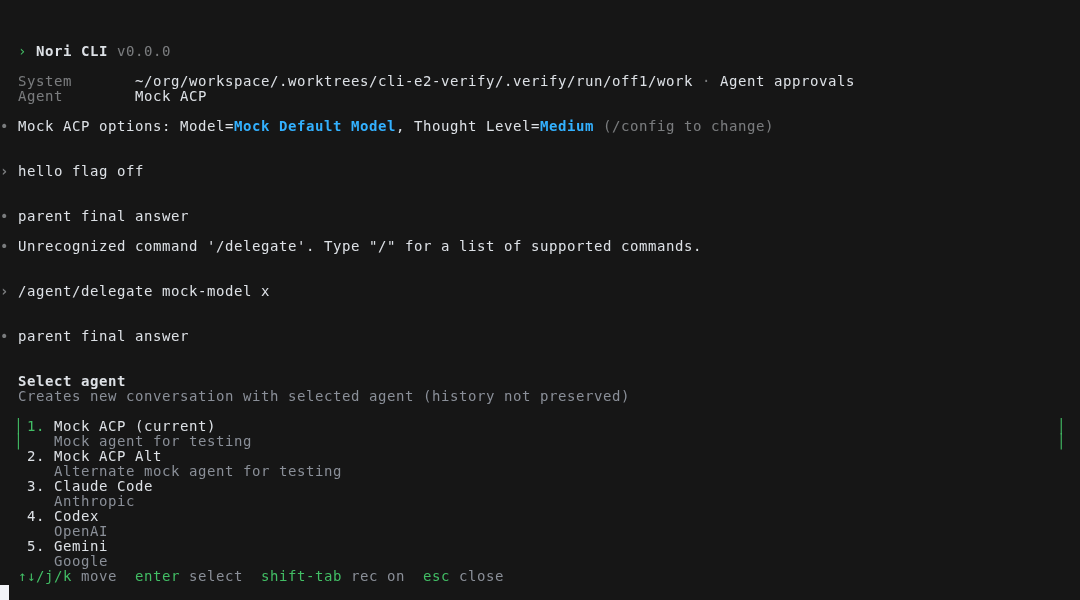 › Nori CLI v0.0.0
System ~/org/workspace/.worktrees/cli-e2-verify/.verify/run/off1/work · Agent approvals
Agent Mock ACP
• Mock ACP options: Model=Mock Default Model, Thought Level=Medium (/config to change)
› hello flag off
• parent final answer
• Unrecognized command '/delegate'. Type "/" for a list of supported commands.
› /agent/delegate mock-model x
• parent final answer
Select agent
Creates new conversation with selected agent (history not preserved)
1. Mock ACP (current)
Mock agent for testing
2. Mock ACP Alt
Alternate mock agent for testing
3. Claude Code
Anthropic
4. Codex
OpenAI
5. Gemini
Google
↑↓/j/k move enter select shift-tab rec on esc close